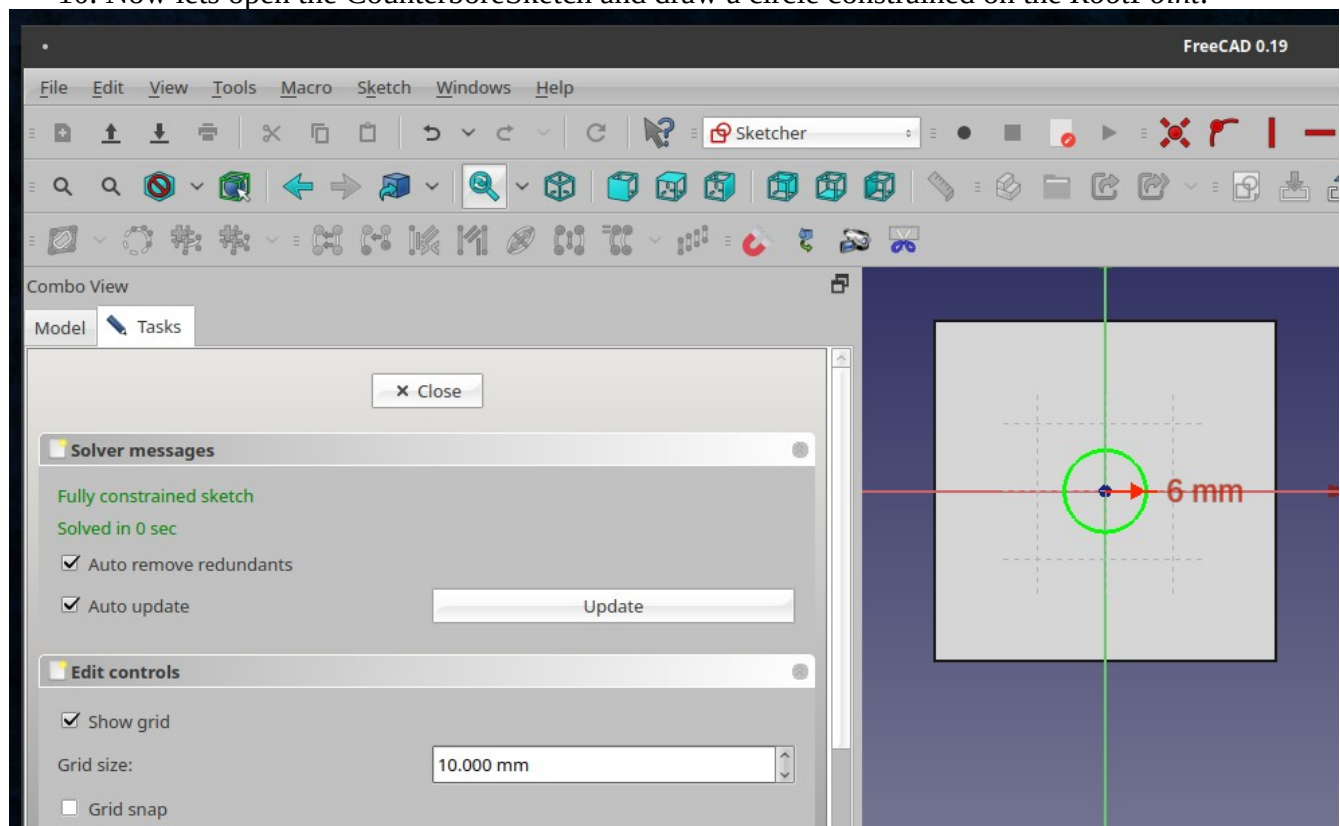 10. Now lets open the CounterboreSketch and draw a circle constrained on the RootPoint.
FreeCAD 0.19
File Edit View Tools Macro Sketch Windows Help
Sketcher
Combo View
Model Tasks
Close
Solver messages
Fully constrained sketch
Solved in 0 sec
Auto remove redundants
Auto update Update
6 mm
Edit controls
Show grid
Grid size: 10.000 mm
Grid snap